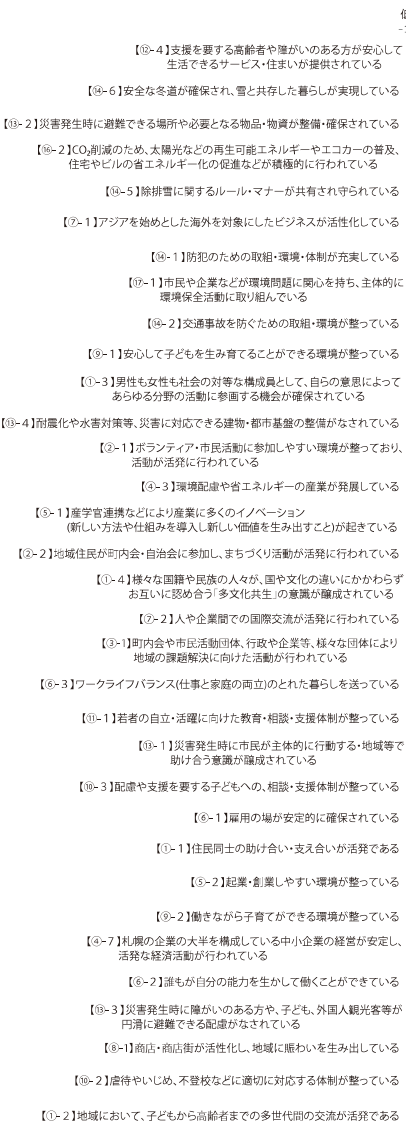 低
【⑫-4】支援を要する高齢者や障がいのある方が安心して
生活できるサービス・住まいが提供されている
【⑭-6】安全な冬道が確保され、雪と共存した暮らしが実現している
【⑬-2】災害発生時に避難できる場所や必要となる物品・物資が整備・確保されている
【⑯-2】CO₂削減のため、太陽光などの再生可能エネルギーやエコカーの普及、
住宅やビルの省エネルギー化の促進などが積極的に行われている
【⑭-5】除排雪に関するルール・マナーが共有され守られている
【⑦-1】アジアを始めとした海外を対象にしたビジネスが活性化している
【⑭-1】防犯のための取組・環境・体制が充実している
【⑰-1】市民や企業などが環境問題に関心を持ち、主体的に
環境保全活動に取り組んでいる
【⑭-2】交通事故を防ぐための取組・環境が整っている
【⑨-1】安心して子どもを生み育てることができる環境が整っている
【①-3】男性も女性も社会の対等な構成員として、自らの意思によって
あらゆる分野の活動に参画する機会が確保されている
【⑬-4】耐震化や水害対策等、災害に対応できる建物・都市基盤の整備がなされている
【②-1】ボランティア・市民活動に参加しやすい環境が整っており、
活動が活発に行われている
【④-3】環境配慮や省エネルギーの産業が発展している
【⑤-1】産学官連携などにより産業に多くのイノベーション
(新しい方法や仕組みを導入し新しい価値を生み出すこと)が起きている
【②-2】地域住民が町内会・自治会に参加し、まちづくり活動が活発に行われている
【①-4】様々な国籍や民族の人々が、国や文化の違いにかかわらず
お互いに認め合う「多文化共生」の意識が醸成されている
【⑦-2】人や企業間での国際交流が活発に行われている
【③-1】町内会や市民活動団体、行政や企業等、様々な団体により
地域の課題解決に向けた活動が行われている
【⑥-3】ワークライフバランス(仕事と家庭の両立)のとれた暮らしを送っている
【⑪-1】若者の自立・活躍に向けた教育・相談・支援体制が整っている
【⑬-1】災害発生時に市民が主体的に行動する・地域等で
助け合う意識が醸成されている
【⑩-3】配慮や支援を要する子どもへの、相談・支援体制が整っている
【⑥-1】雇用の場が安定的に確保されている
【①-1】住民同士の助け合い・支え合いが活発である
【⑤-2】起業・創業しやすい環境が整っている
【⑨-2】働きながら子育てができる環境が整っている
【④-7】札幌の企業の大半を構成している中小企業の経営が安定し、
活発な経済活動が行われている
【⑥-2】誰もが自分の能力を生かして働くことができている
【⑬-3】災害発生時に障がいのある方や、子ども、外国人観光客等が
円滑に避難できる配慮がなされている
【⑧-1】商店・商店街が活性化し、地域に賑わいを生み出している
【⑩-2】虐待やいじめ、不登校などに適切に対応する体制が整っている
【①-2】地域において、子どもから高齢者までの多世代間の交流が活発である